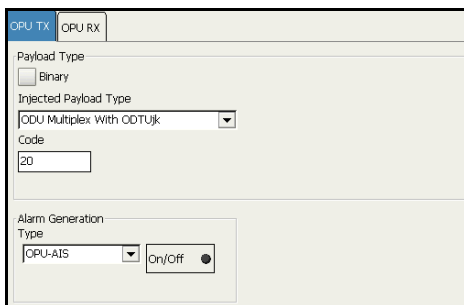 OPU TX OPU RX
Payload Type
Binary
Injected Payload Type
ODU Multiplex With ODTUjk
Code
20
Alarm Generation
Type
OPU-AIS On/Off